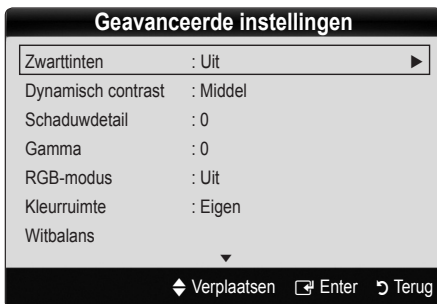 Geavanceerde instellingen
Zwarttinten : Uit ►
Dynamisch contrast : Middel
Schaduwdetail : 0
Gamma : 0
RGB-modus : Uit
Kleurruimte : Eigen
Witbalans
▼
Verplaatsen Enter Terug